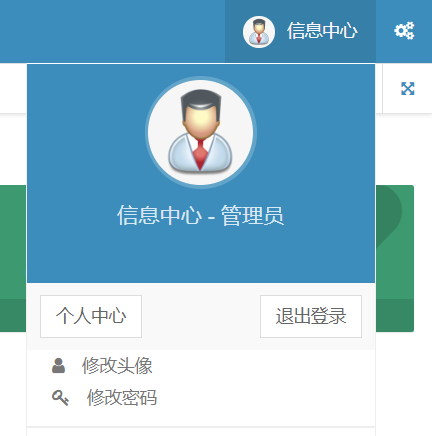 信息中心
信息中心 - 管理员
个人中心
退出登录
修改头像
修改密码